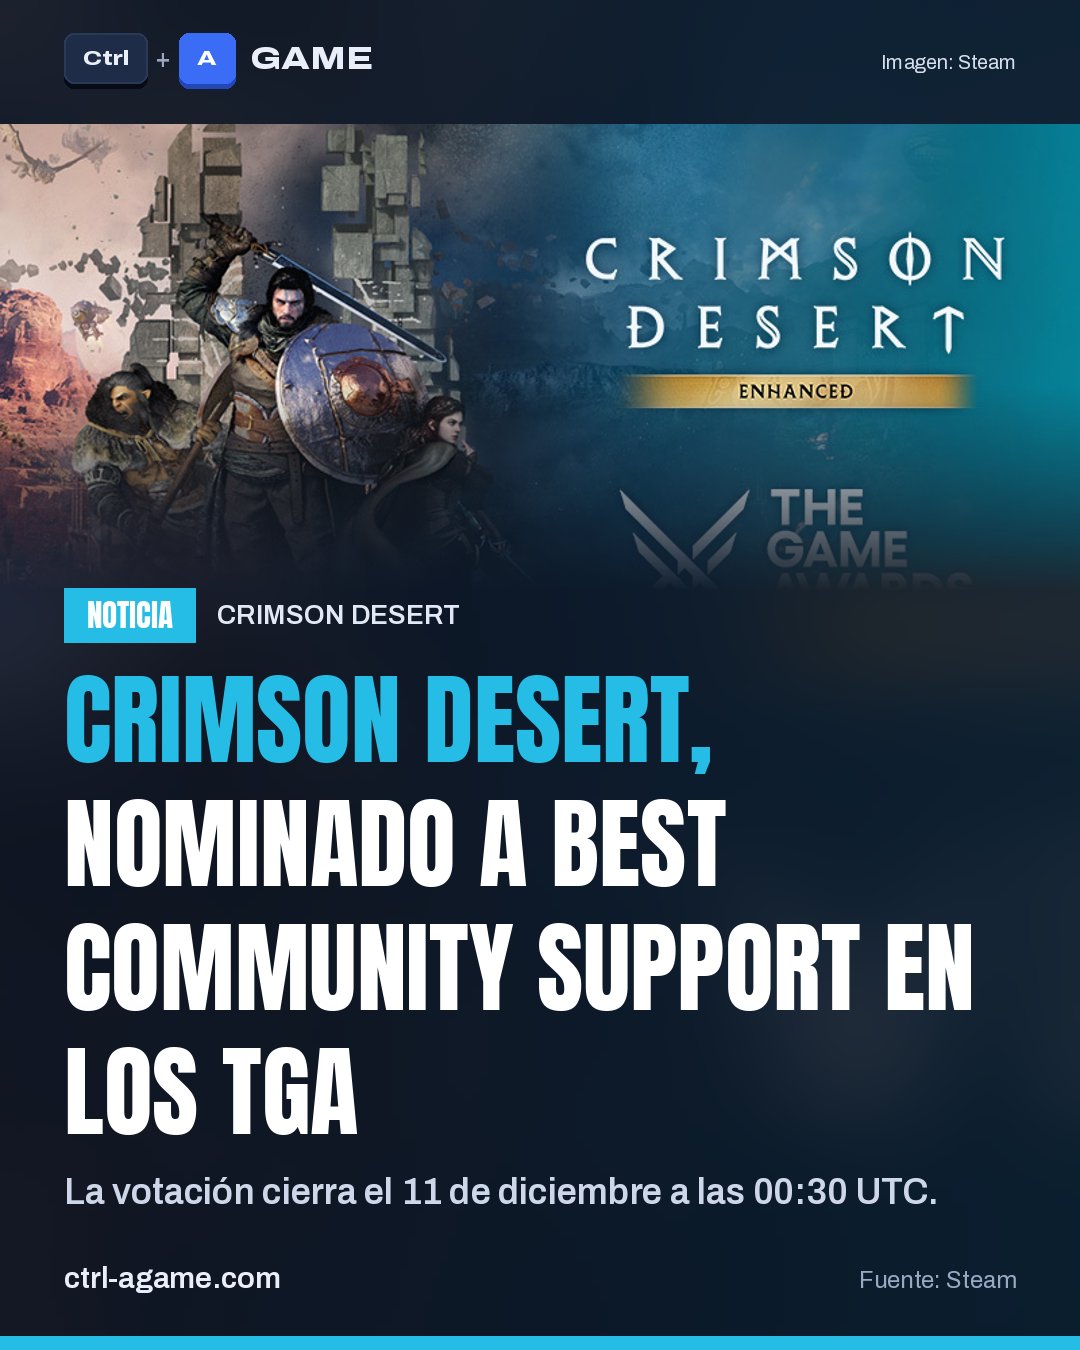 Ctrl + A GAME
Imagen: Steam
CRIMSON
DESERT
ENHANCED
THE
GAME
AWARDS
NOTICIA CRIMSON DESERT
CRIMSON DESERT,
NOMINADO A BEST
COMMUNITY SUPPORT EN
LOS TGA
La votación cierra el 11 de diciembre a las 00:30 UTC.
ctrl-agame.com
Fuente: Steam